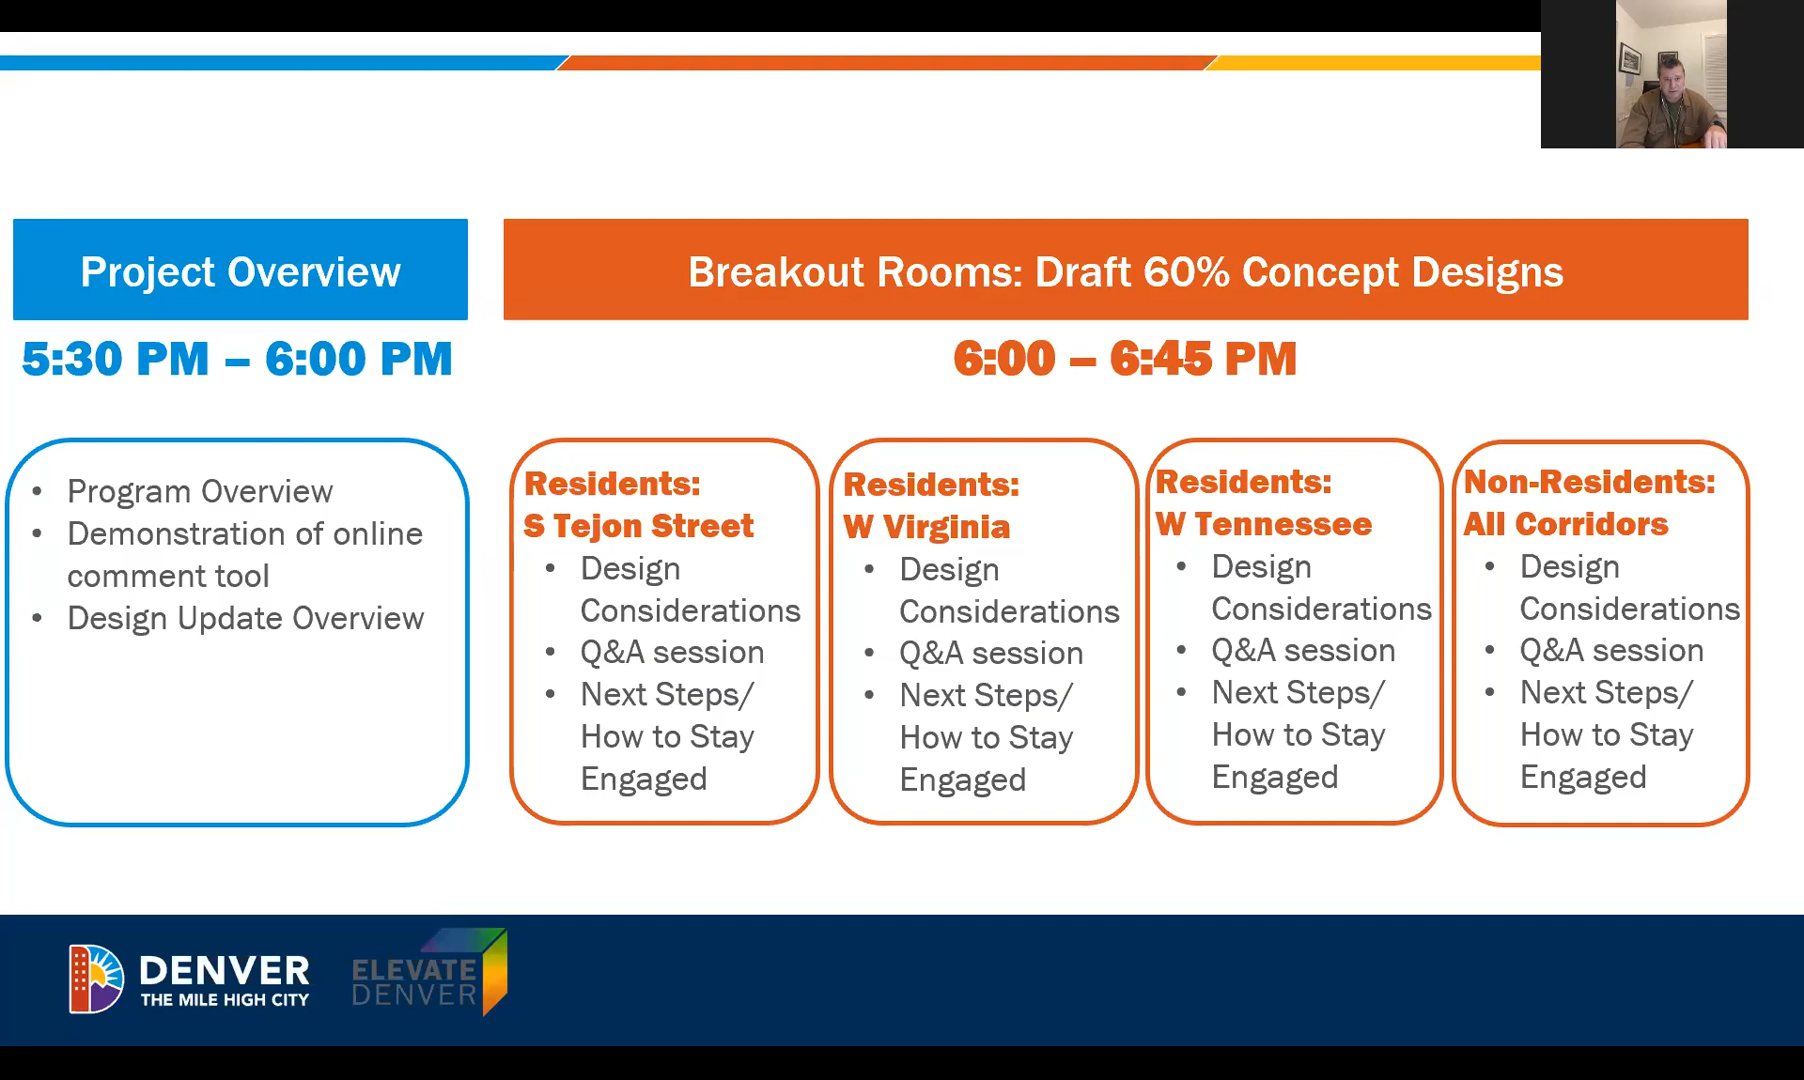 Project Overview
5:30 PM – 6:00 PM
• Program Overview
• Demonstration of online
comment tool
• Design Update Overview
Breakout Rooms: Draft 60% Concept Designs
6:00 – 6:45 PM
Residents:
S Tejon Street
• Design
Considerations
• Q&A session
• Next Steps/
How to Stay
Engaged
Residents:
W Virginia
• Design
Considerations
• Q&A session
• Next Steps/
How to Stay
Engaged
Residents:
W Tennessee
• Design
Considerations
• Q&A session
• Next Steps/
How to Stay
Engaged
Non-Residents:
All Corridors
• Design
Considerations
• Q&A session
• Next Steps/
How to Stay
Engaged
DENVER
THE MILE HIGH CITY
ELEVATE
DENVER